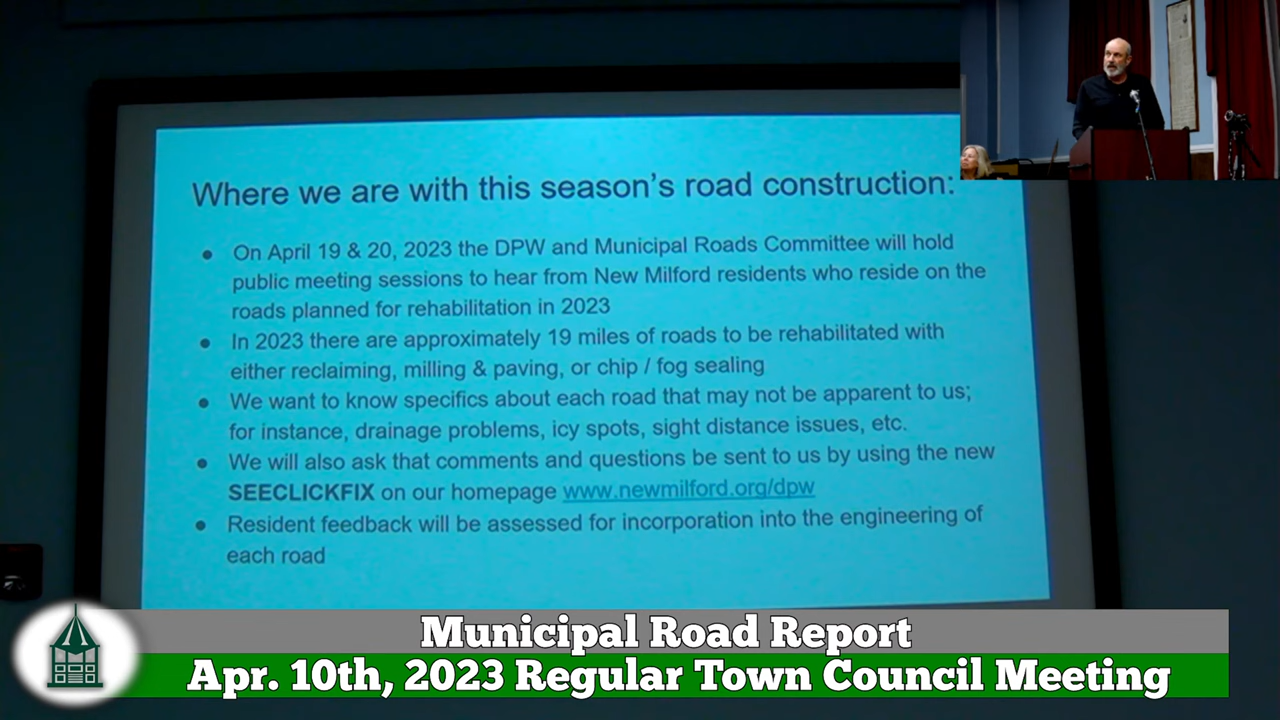 Where we are with this season's road construction:
● On April 19 & 20, 2023 the DPW and Municipal Roads Committee will hold
public meeting sessions to hear from New Milford residents who reside on the
roads planned for rehabilitation in 2023
● In 2023 there are approximately 19 miles of roads to be rehabilitated with
either reclaiming, milling & paving, or chip / fog sealing
● We want to know specifics about each road that may not be apparent to us;
for instance, drainage problems, icy spots, sight distance issues, etc.
● We will also ask that comments and questions be sent to us by using the new
SEECLICKFIX on our homepage www.newmilford.org/dpw
● Resident feedback will be assessed for incorporation into the engineering of
each road
Municipal Road Report
Apr. 10th, 2023 Regular Town Council Meeting